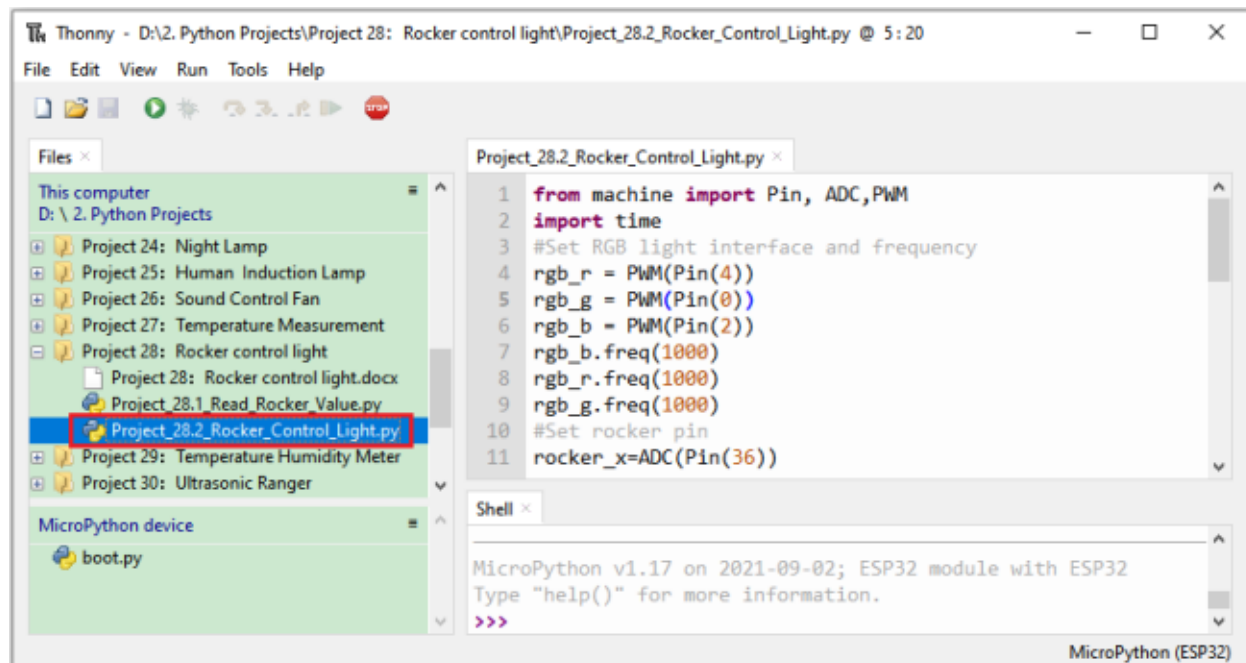 Thonny - D:\2. Python Projects\Project 28: Rocker control light\Project_28.2_Rocker_Control_Light.py @ 5:20
File Edit View Run Tools Help
STOP
Files
This computer
D: \ 2. Python Projects
Project 24: Night Lamp
Project 25: Human Induction Lamp
Project 26: Sound Control Fan
Project 27: Temperature Measurement
Project 28: Rocker control light
Project 28: Rocker control light.docx
Project_28.1_Read_Rocker_Value.py
Project_28.2_Rocker_Control_Light.py
Project 29: Temperature Humidity Meter
Project 30: Ultrasonic Ranger
MicroPython device
boot.py
Project_28.2_Rocker_Control_Light.py
1 from machine import Pin, ADC,PWM
2 import time
3 #Set RGB light interface and frequency
4 rgb_r = PWM(Pin(4))
5 rgb_g = PWM(Pin(0))
6 rgb_b = PWM(Pin(2))
7 rgb_b.freq(1000)
8 rgb_r.freq(1000)
9 rgb_g.freq(1000)
10 #Set rocker pin
11 rocker_x=ADC(Pin(36))
Shell
MicroPython v1.17 on 2021-09-02; ESP32 module with ESP32
Type "help()" for more information.
>>>
MicroPython (ESP32)